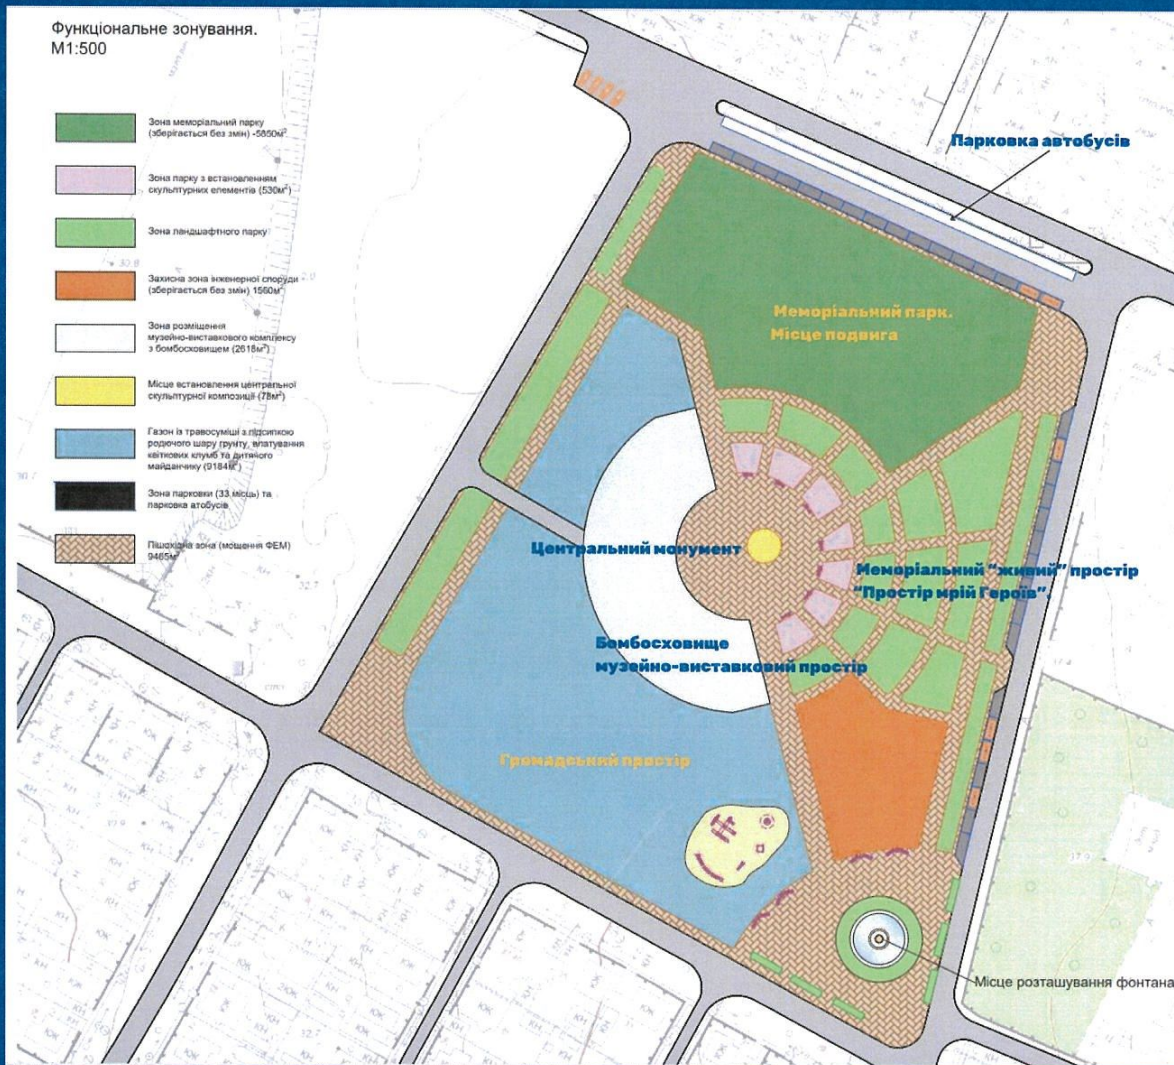 Функціональне зонування.
М1:500
Зона меморіальний парку
(зберігається без змін) -5850м²
Зона парку з встановленням
скульптурних елементів (530м²)
Зона ландшафтного парку
Захисна зона інженерної споруди
(зберігається без змін) 1560м²
Зона розміщення
музейно-виставкового комплексу
з бомбосховищем (2618м²)
Місце встановлення центральної
скульптурної композиції (78м²)
Газон із травосуміші з підсипкою
родючого шару грунту, влатування
квіткових клумб та дитячого
майданчику (9184м²)
Зона парковки (33 місць) та
парковка атобусів
Пішохідна зона (мощення ФЕМ)
9465м²
Парковка автобусів
Меморіальний парк.
Місце подвига
Центральний монумент
Меморіальний "живий" простір
"Простір мрій Героїв".
Бомбосховище
музейно-виставковий простір
Громадський простір
Місце розташування фонтана
37.9